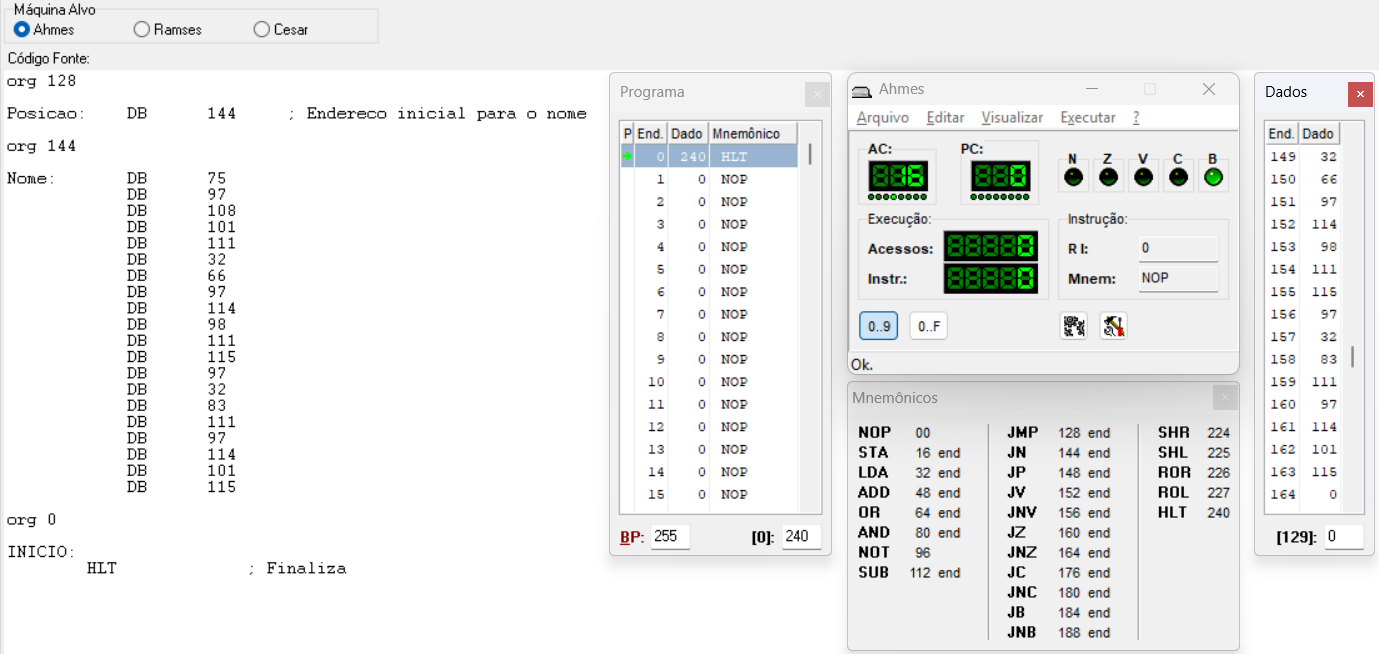 Máquina Alvo
Ahmes Ramses Cesar
Código Fonte:
org 128
Posicao: DB 144 ; Endereco inicial para o nome
org 144
Nome: DB 75
DB 97
DB 108
DB 101
DB 111
DB 32
DB 66
DB 97
DB 114
DB 98
DB 111
DB 115
DB 97
DB 32
DB 83
DB 111
DB 97
DB 114
DB 101
DB 115
org 0
INICIO:
HLT ; Finaliza
Programa
P End. Dado Mnemônico
0 240 HLT
1 0 NOP
2 0 NOP
3 0 NOP
4 0 NOP
5 0 NOP
6 0 NOP
7 0 NOP
8 0 NOP
9 0 NOP
10 0 NOP
11 0 NOP
12 0 NOP
13 0 NOP
14 0 NOP
15 0 NOP
BP: 255 [0]: 240
Ahmes
Arquivo Editar Visualizar Executar ?
AC: PC: N Z V C B
16 0
Execução: Instrução:
Acessos: 0 R I: 0
Instr.: 0 Mnem: NOP
0..9 0..F
Ok.
Mnemônicos
NOP 00 JMP 128 end SHR 224
STA 16 end JN 144 end SHL 225
LDA 32 end JP 148 end ROR 226
ADD 48 end JV 152 end ROL 227
OR 64 end JNV 156 end HLT 240
AND 80 end JZ 160 end
NOT 96 JNZ 164 end
SUB 112 end JC 176 end
JNC 180 end
JB 184 end
JNB 188 end
Dados
End. Dado
149 32
150 66
151 97
152 114
153 98
154 111
155 115
156 97
157 32
158 83
159 111
160 97
161 114
162 101
163 115
164 0
[129]: 0